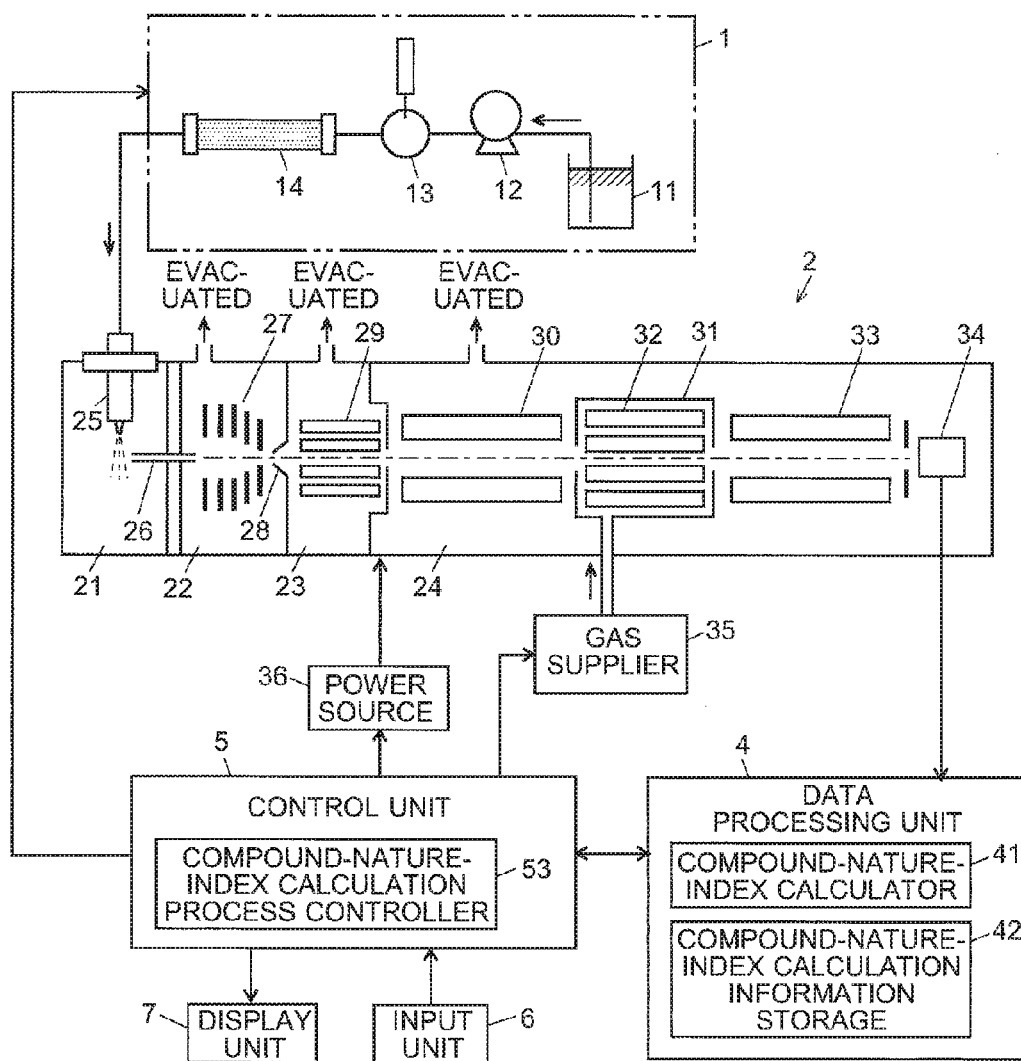 1
14
13
12
11
EVAC-
UATED
EVAC-
UATED
EVAC-
UATED
2
27
29
30
32
31
33
34
25
26
28
21
22
23
24
36
POWER
SOURCE
GAS
SUPPLIER
35
5
CONTROL UNIT
COMPOUND-NATURE-
INDEX CALCULATION
PROCESS CONTROLLER
53
4
DATA
PROCESSING UNIT
COMPOUND-NATURE-
INDEX CALCULATOR
41
COMPOUND-NATURE-
INDEX CALCULATION
INFORMATION
STORAGE
42
7
DISPLAY
UNIT
INPUT
UNIT
6